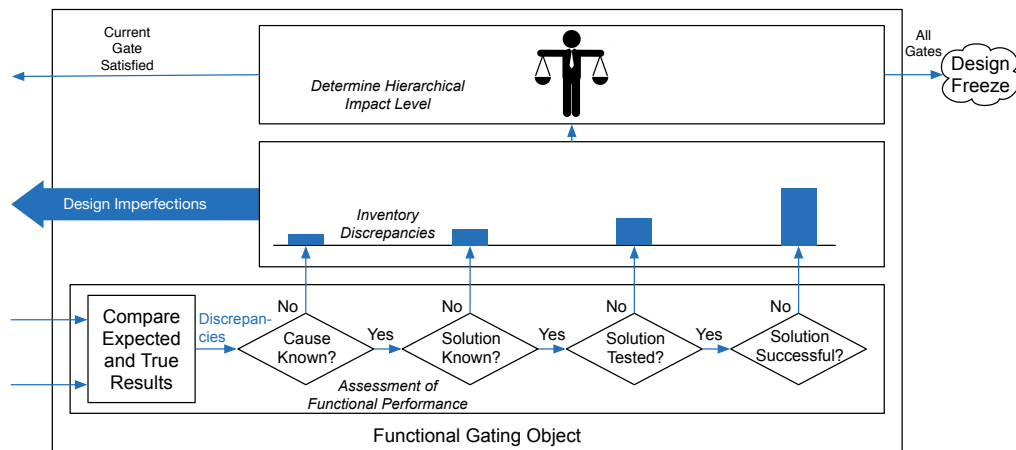 Current
Gate
Satisfied
All
Gates
Design
Freeze
Determine Hierarchical
Impact Level
Design Imperfections
Inventory
Discrepancies
No
No
No
No
Compare
Expected
and True
Results
Discrepan-
cies
Cause
Known?
Yes
Solution
Known?
Yes
Solution
Tested?
Yes
Solution
Successful?
Assessment of
Functional Performance
Functional Gating Object